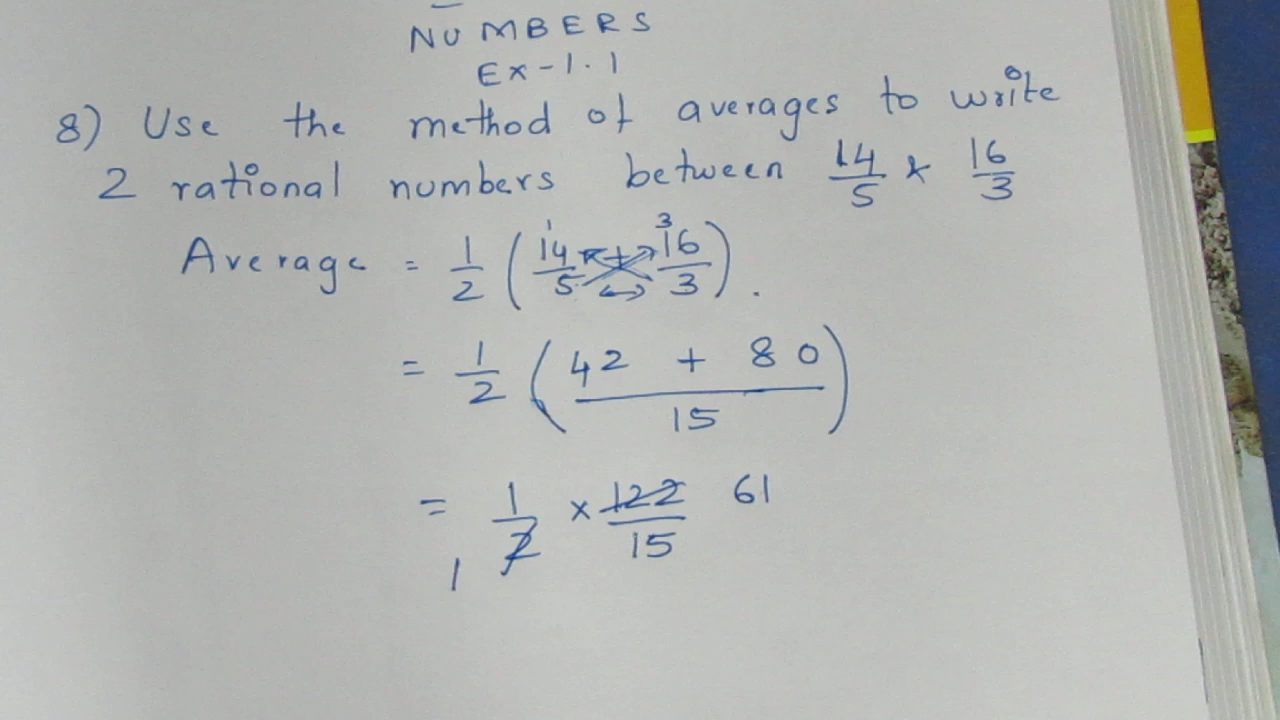 NUMBERS
Ex-1.1
8) Use the method of averages to write
2 rational numbers between 14/5 & 16/3
Average = 1/2 ( 1 14/5 + 3 16/3 ).
= 1/2 ( 42 + 80 / 15 )
= 1/2 × 122/15 61
1